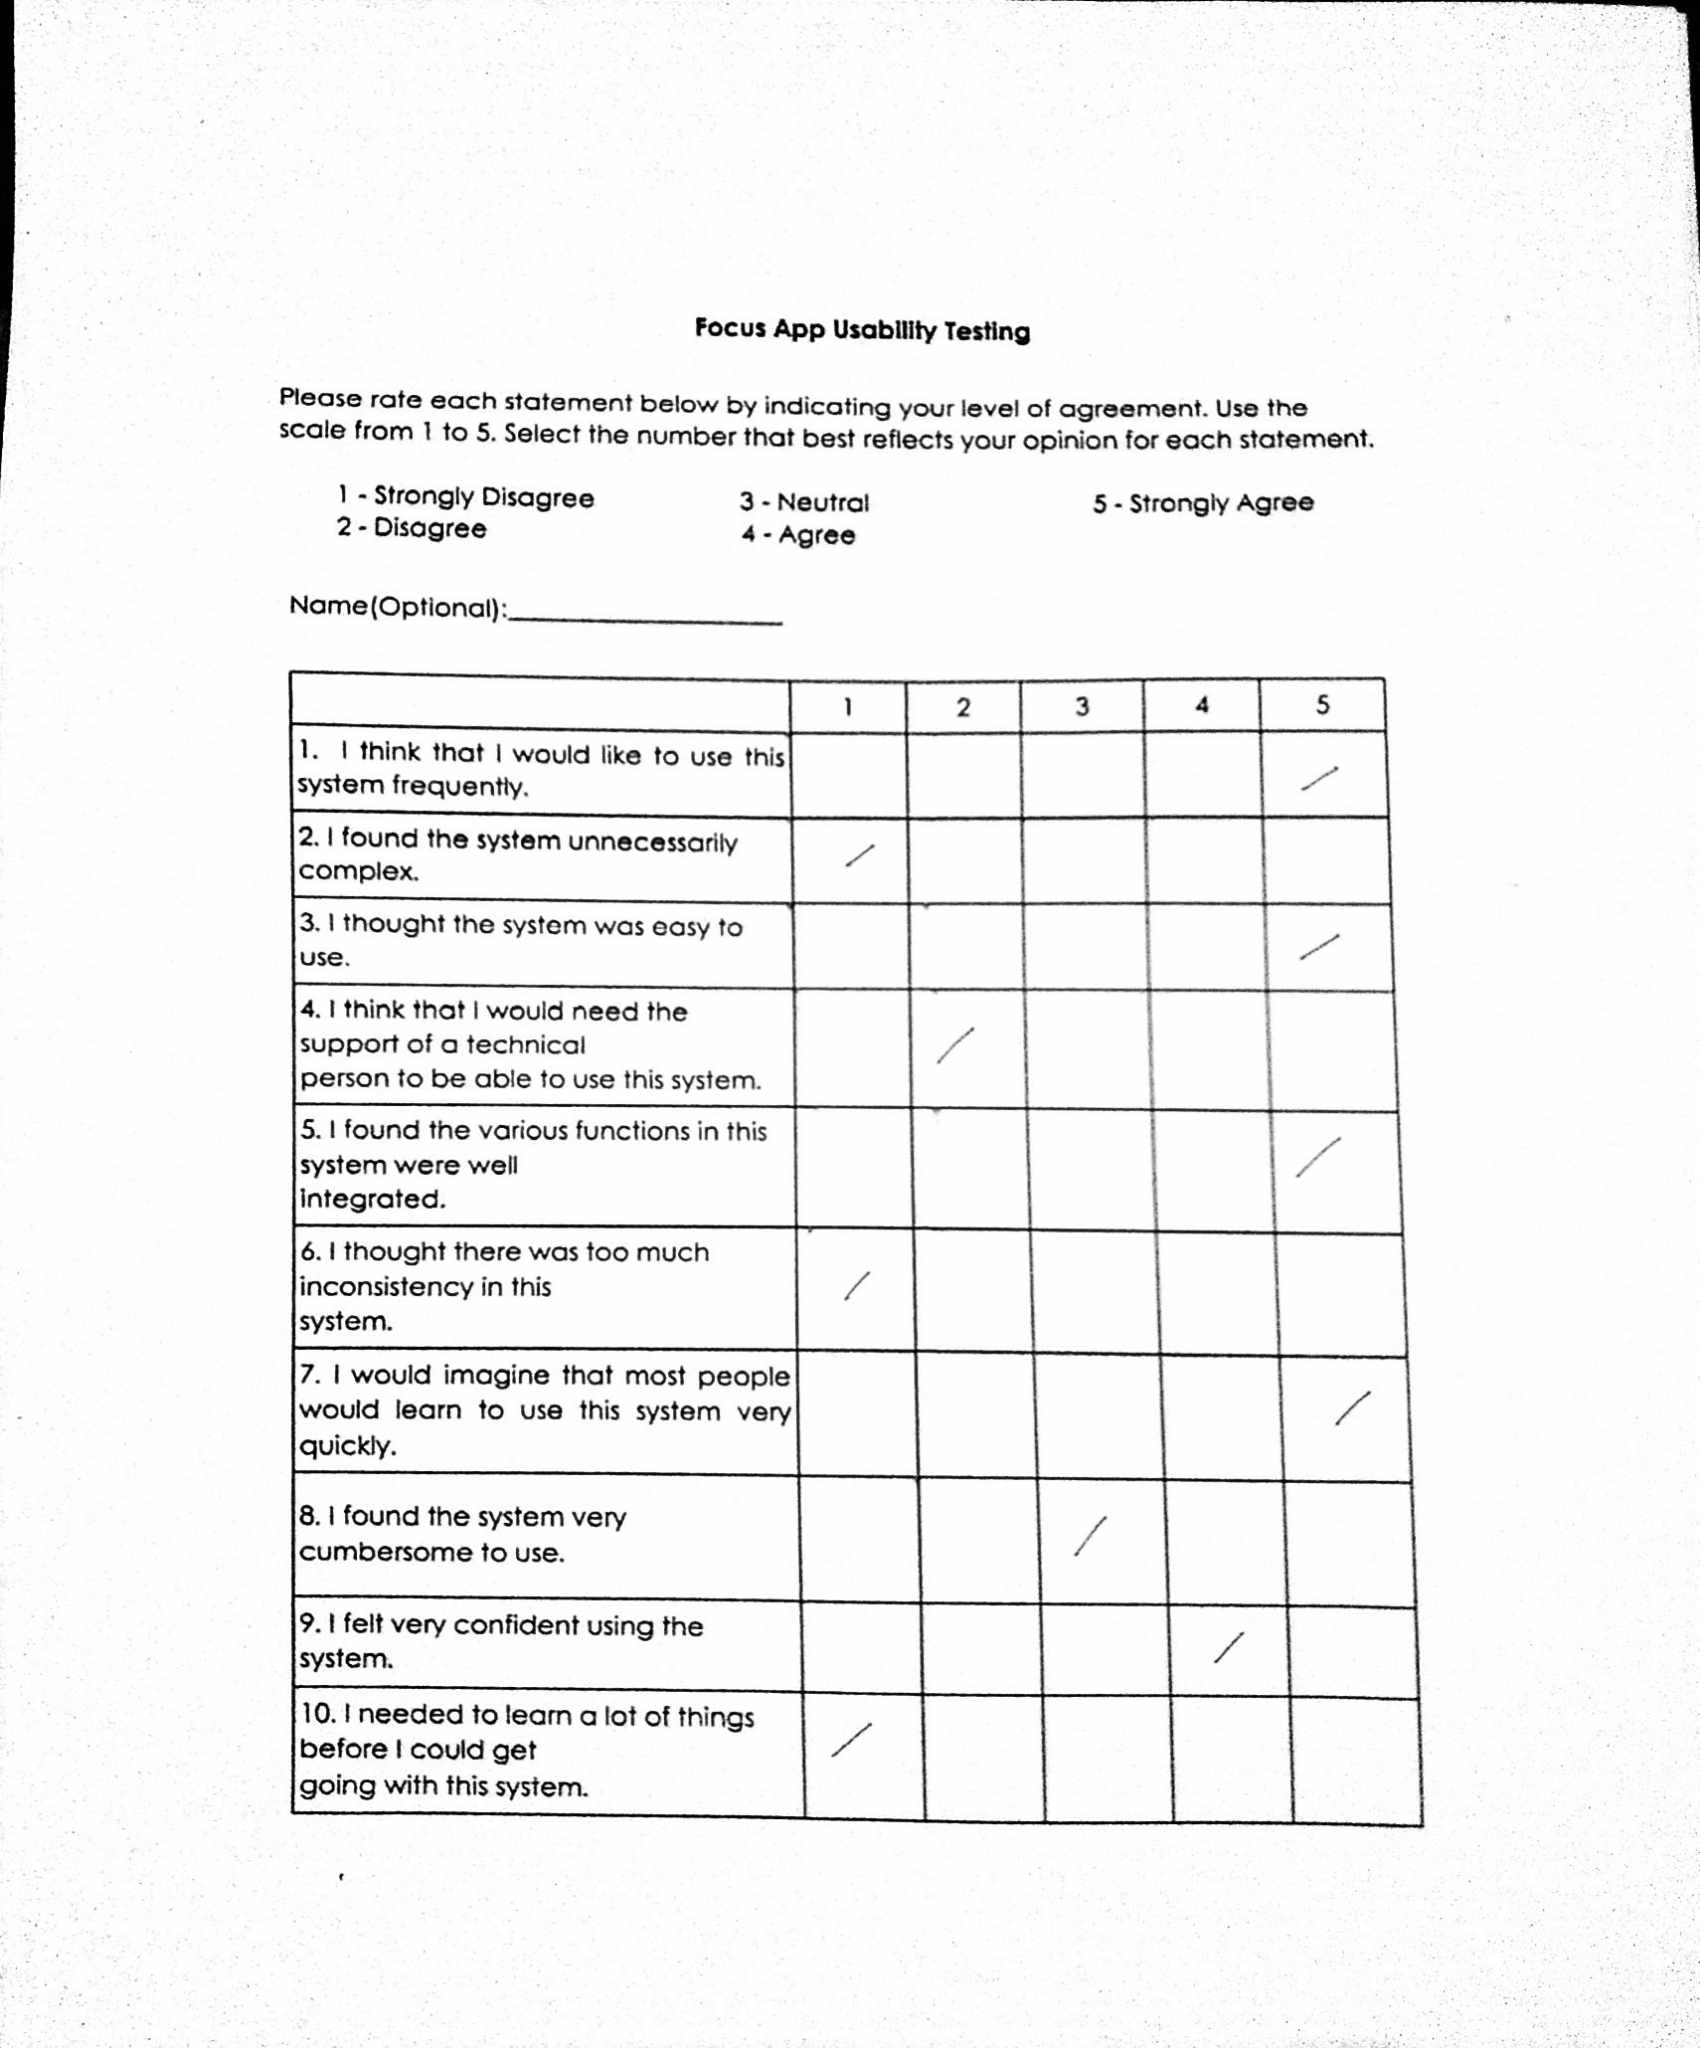 Focus App Usability Testing
Please rate each statement below by indicating your level of agreement. Use the
scale from 1 to 5. Select the number that best reflects your opinion for each statement.
1 - Strongly Disagree 3 - Neutral 5 - Strongly Agree
2 - Disagree 4 - Agree
Name(Optional):____________________
1 2 3 4 5
1. I think that I would like to use this
system frequently. /
2. I found the system unnecessarily
complex. /
3. I thought the system was easy to
use. /
4. I think that I would need the
support of a technical /
person to be able to use this system.
5. I found the various functions in this
system were well /
integrated.
6. I thought there was too much
inconsistency in this /
system.
7. I would imagine that most people
would learn to use this system very /
quickly.
8. I found the system very
cumbersome to use. /
9. I felt very confident using the
system. /
10. I needed to learn a lot of things
before I could get /
going with this system.